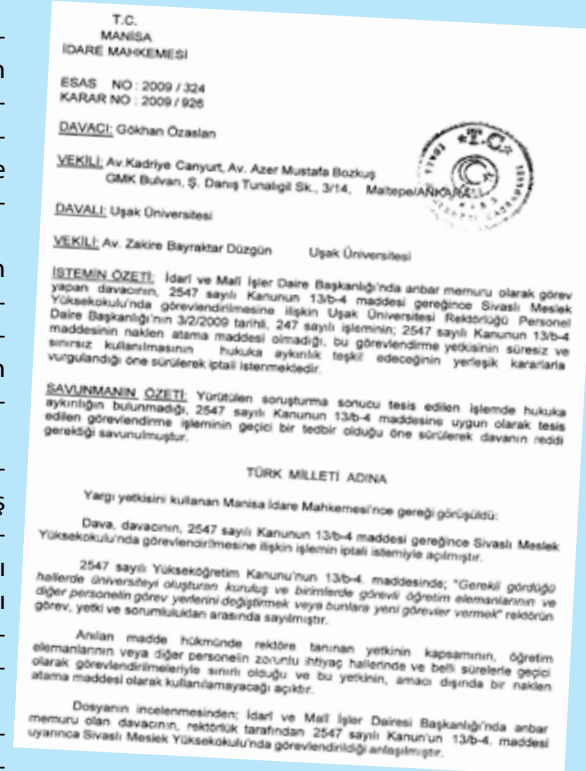 T.C.
MANİSA
İDARE MAHKEMESİ
ESAS NO : 2009 / 324
KARAR NO : 2009 / 926
DAVACI: Gökhan Özaslan
VEKİLİ: Av.Kadriye Canyurt, Av. Azer Mustafa Bozkuş
GMK Bulvarı, Ş. Danış Tunalıgil Sk., 3/14, Maltepe/ANKARA
T.C.
DAVALI: Uşak Üniversitesi
VEKİLİ: Av. Zakire Bayraktar Düzgün Uşak Üniversitesi
İSTEMİN ÖZETİ: İdarî ve Malî İşler Daire Başkanlığı'nda anbar memuru olarak görev
yapan davacının, 2547 sayılı Kanunun 13/b-4 maddesi gereğince Sivaslı Meslek
Yüksekokulu'nda görevlendirilmesine ilişkin Uşak Üniversitesi Rektörlüğü Personel
Daire Başkanlığı'nın 3/2/2009 tarihli, 247 sayılı işleminin; 2547 sayılı Kanunun 13/b-4
maddesinin naklen atama maddesi olmadığı, bu görevlendirme yetkisinin süresiz ve
sınırsız kullanılmasının hukuka aykırılık teşkil edeceğinin yerleşik kararlarla
vurgulandığı öne sürülerek iptali istenmektedir.
SAVUNMANIN ÖZETİ: Yürütülen soruşturma sonucu tesis edilen işlemde hukuka
aykırılığın bulunmadığı, 2547 sayılı Kanunun 13/b-4 maddesine uygun olarak tesis
edilen görevlendirme işleminin geçici bir tedbir olduğu öne sürülerek davanın reddi
gerektiği savunulmuştur.
TÜRK MİLLETİ ADINA
Yargı yetkisini kullanan Manisa İdare Mahkemesi'nce gereği görüşüldü:
Dava, davacının, 2547 sayılı Kanunun 13/b-4 maddesi gereğince Sivaslı Meslek
Yüksekokulu'nda görevlendirilmesine ilişkin işlemin iptali istemiyle açılmıştır.
2547 sayılı Yükseköğretim Kanunu'nun 13/b-4. maddesinde; "Gerekli gördüğü
hallerde üniversiteyi oluşturan kuruluş ve birimlerde görevli öğretim elemanlarının ve
diğer personelin görev yerlerini değiştirmek veya bunlara yeni görevler vermek" rektörün
görev, yetki ve sorumlulukları arasında sayılmıştır.
Anılan madde hükmünde rektöre tanınan yetkinin kapsamının, öğretim
elemanlarının veya diğer personelin zorunlu ihtiyaç hallerinde ve belli sürelerle geçici
olarak görevlendirilmeleriyle sınırlı olduğu ve bu yetkinin, amacı dışında bir naklen
atama maddesi olarak kullanılamayacağı açıktır.
Dosyanın incelenmesinden; İdarî ve Malî İşler Dairesi Başkanlığı'nda anbar
memuru olan davacının, rektörlük tarafından 2547 sayılı Kanun'un 13/b-4. maddesi
uyarınca Sivaslı Meslek Yüksekokulu'nda görevlendirildiği anlaşılmıştır.